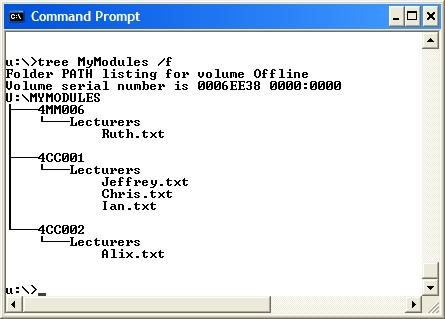 Command Prompt
u:\>tree MyModules /f
Folder PATH listing for volume Offline
Volume serial number is 0006EE38 0000:0000
U:\MYMODULES
├───4MM006
│   └───Lecturers
│           Ruth.txt
│
├───4CC001
│   └───Lecturers
│           Jeffrey.txt
│           Chris.txt
│           Ian.txt
│
└───4CC002
    └───Lecturers
            Alix.txt
u:\>_